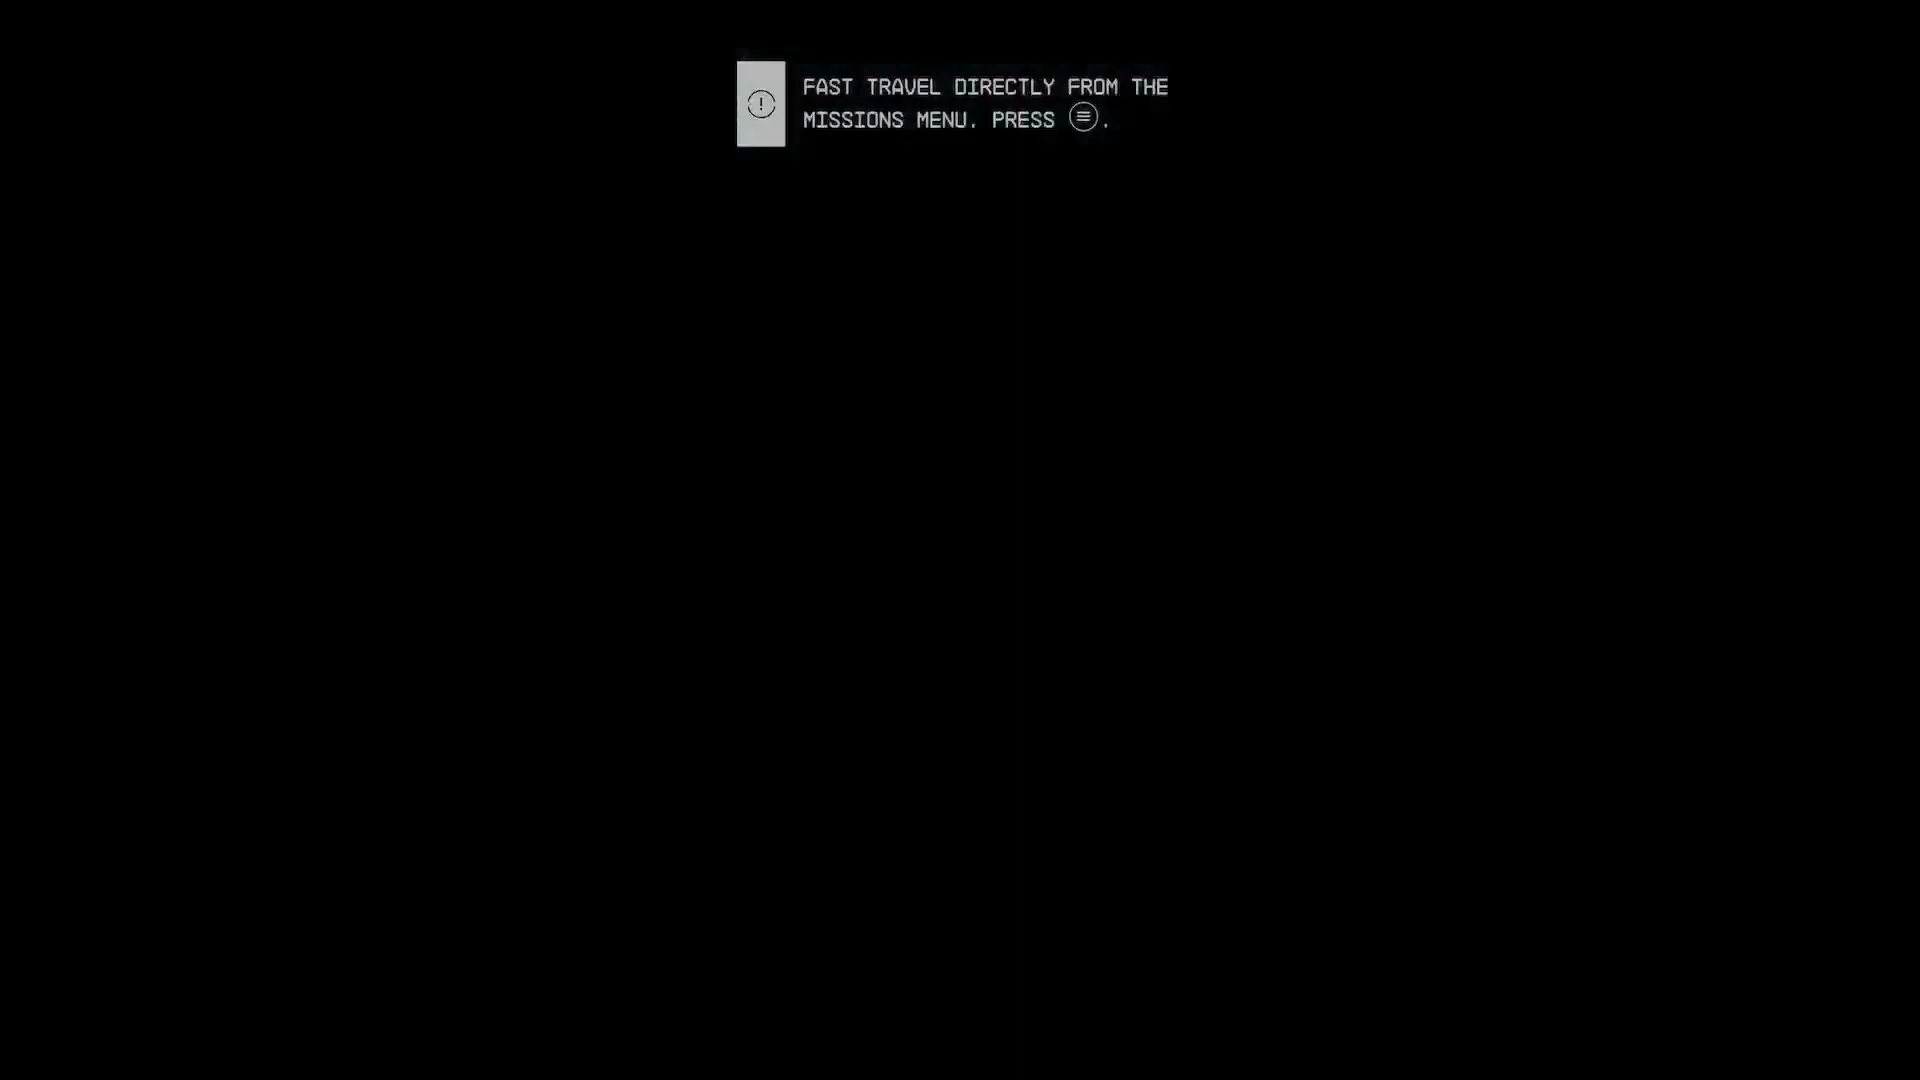 FAST TRAVEL DIRECTLY FROM THE
MISSIONS MENU. PRESS .